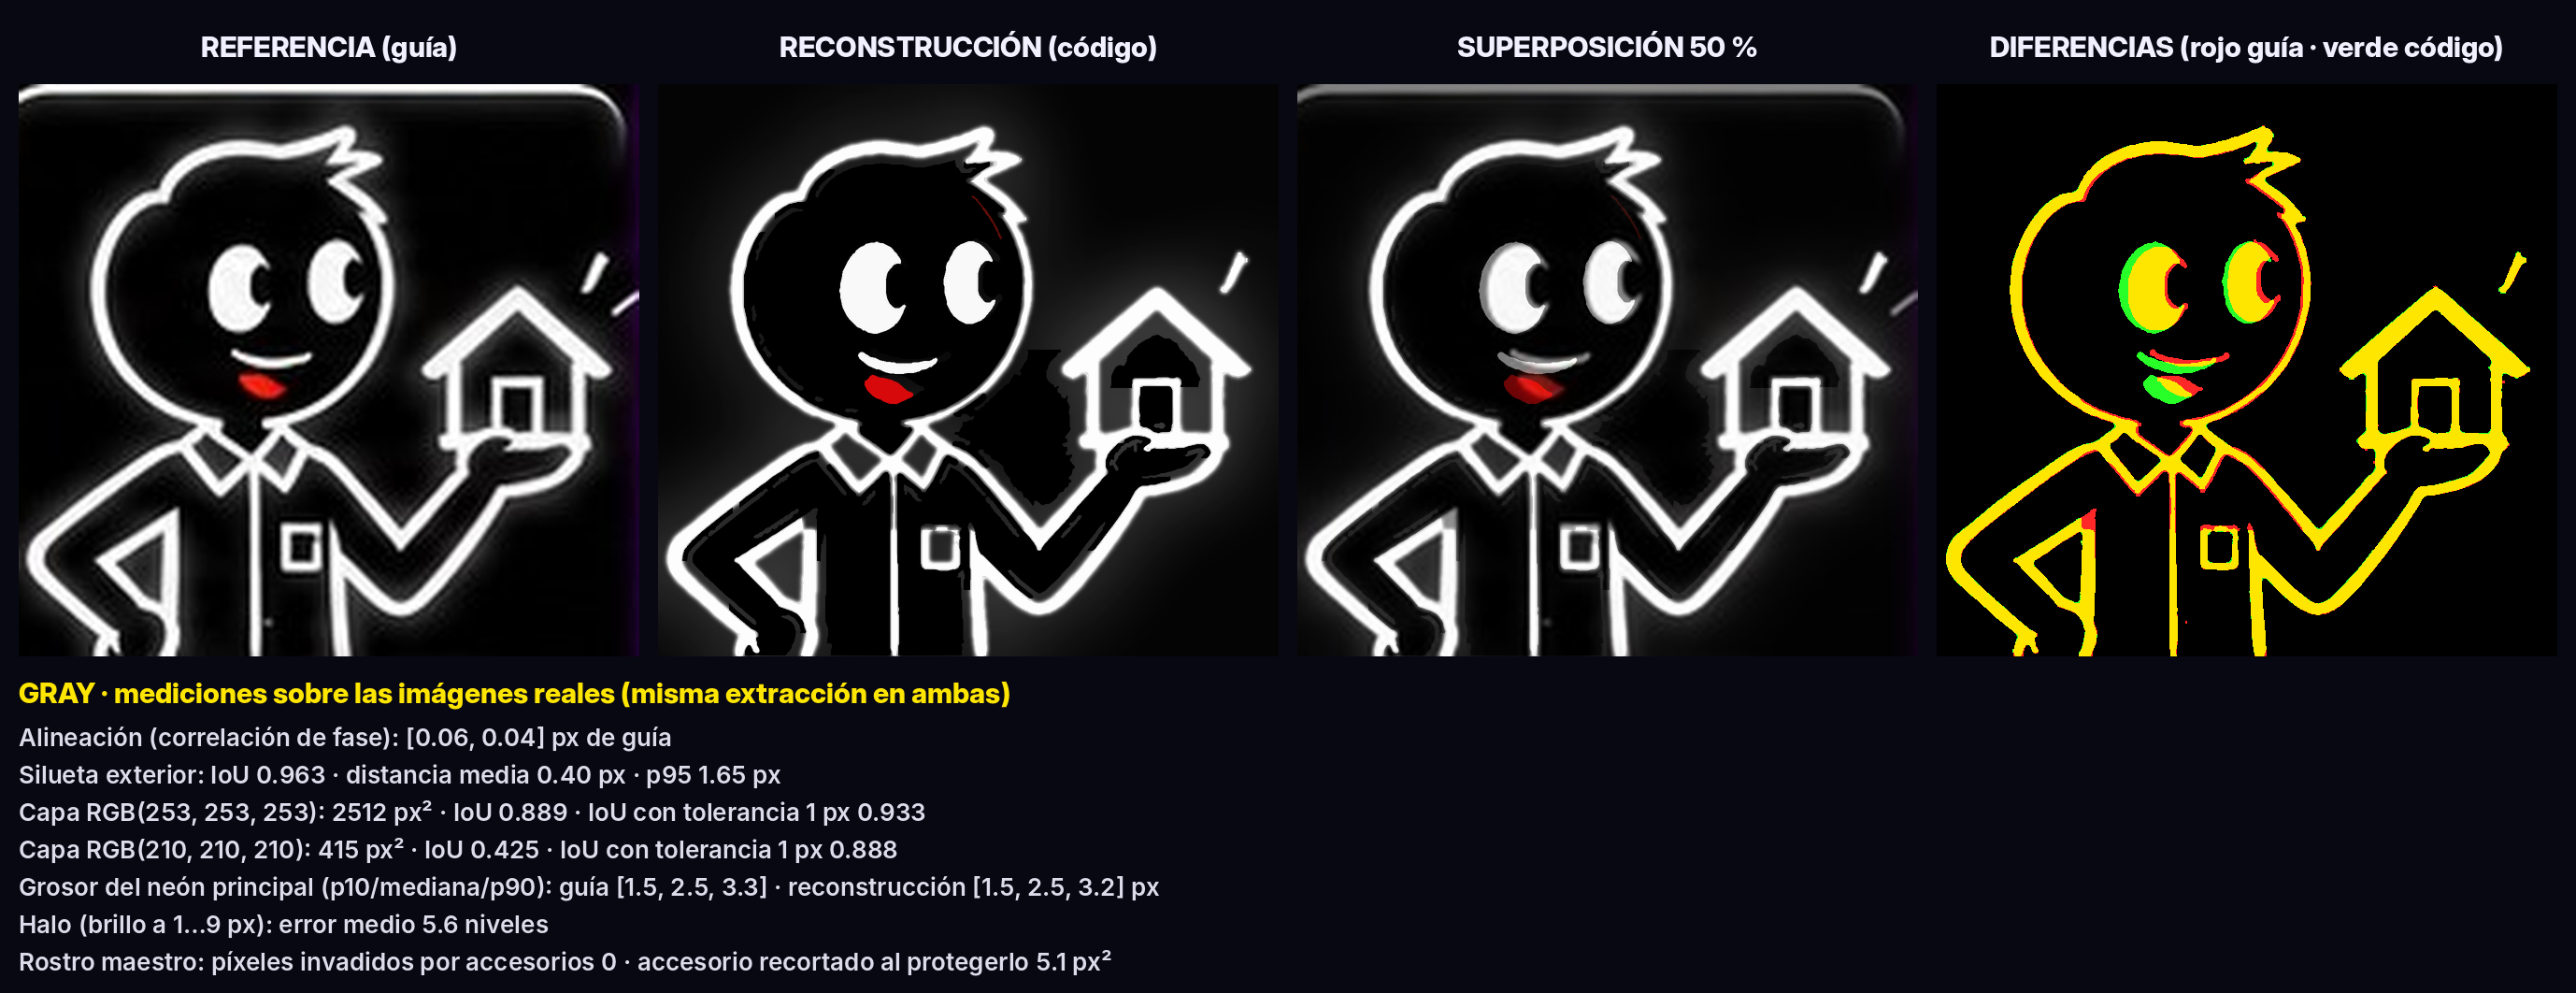 REFERENCIA (guía)
RECONSTRUCCIÓN (código)
SUPERPOSICIÓN 50 %
DIFERENCIAS (rojo guía · verde código)
GRAY · mediciones sobre las imágenes reales (misma extracción en ambas)
Alineación (correlación de fase): [0.06, 0.04] px de guía
Silueta exterior: IoU 0.963 · distancia media 0.40 px · p95 1.65 px
Capa RGB(253, 253, 253): 2512 px² · IoU 0.889 · IoU con tolerancia 1 px 0.933
Capa RGB(210, 210, 210): 415 px² · IoU 0.425 · IoU con tolerancia 1 px 0.888
Grosor del neón principal (p10/mediana/p90): guía [1.5, 2.5, 3.3] · reconstrucción [1.5, 2.5, 3.2] px
Halo (brillo a 1…9 px): error medio 5.6 niveles
Rostro maestro: píxeles invadidos por accesorios 0 · accesorio recortado al protegerlo 5.1 px²